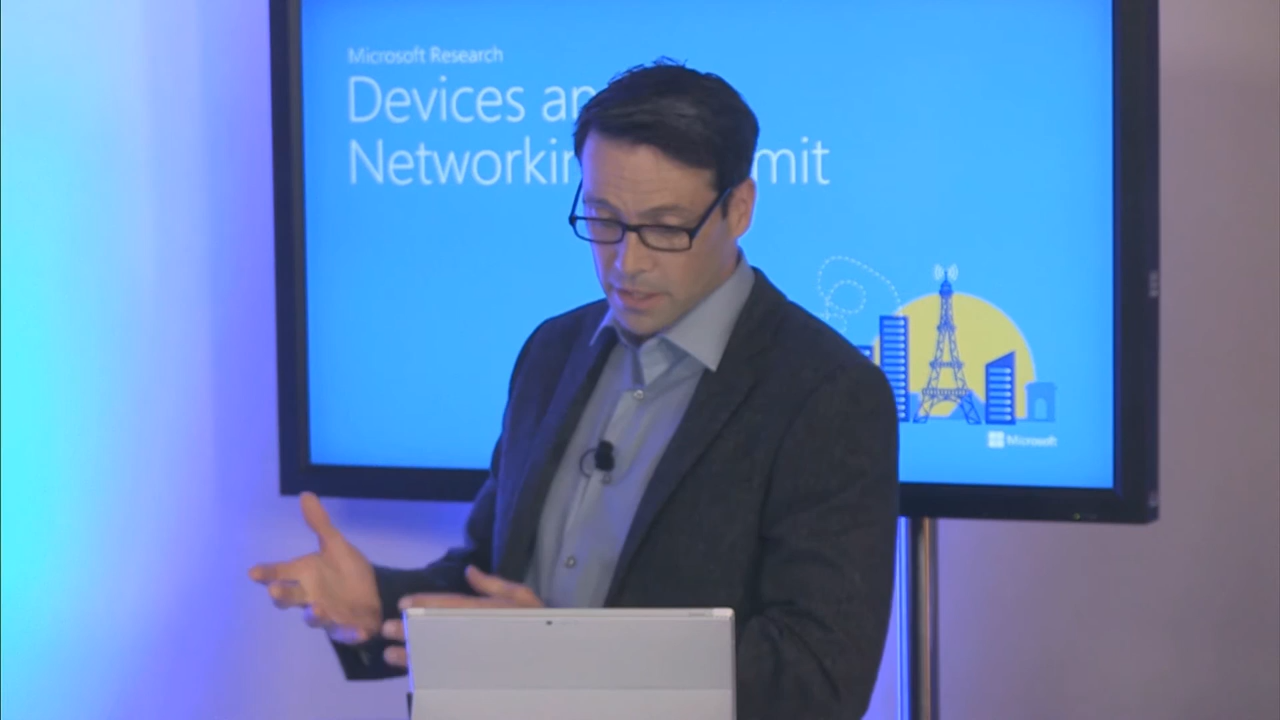 Microsoft Research
Devices an
Networkin mit
Microsoft